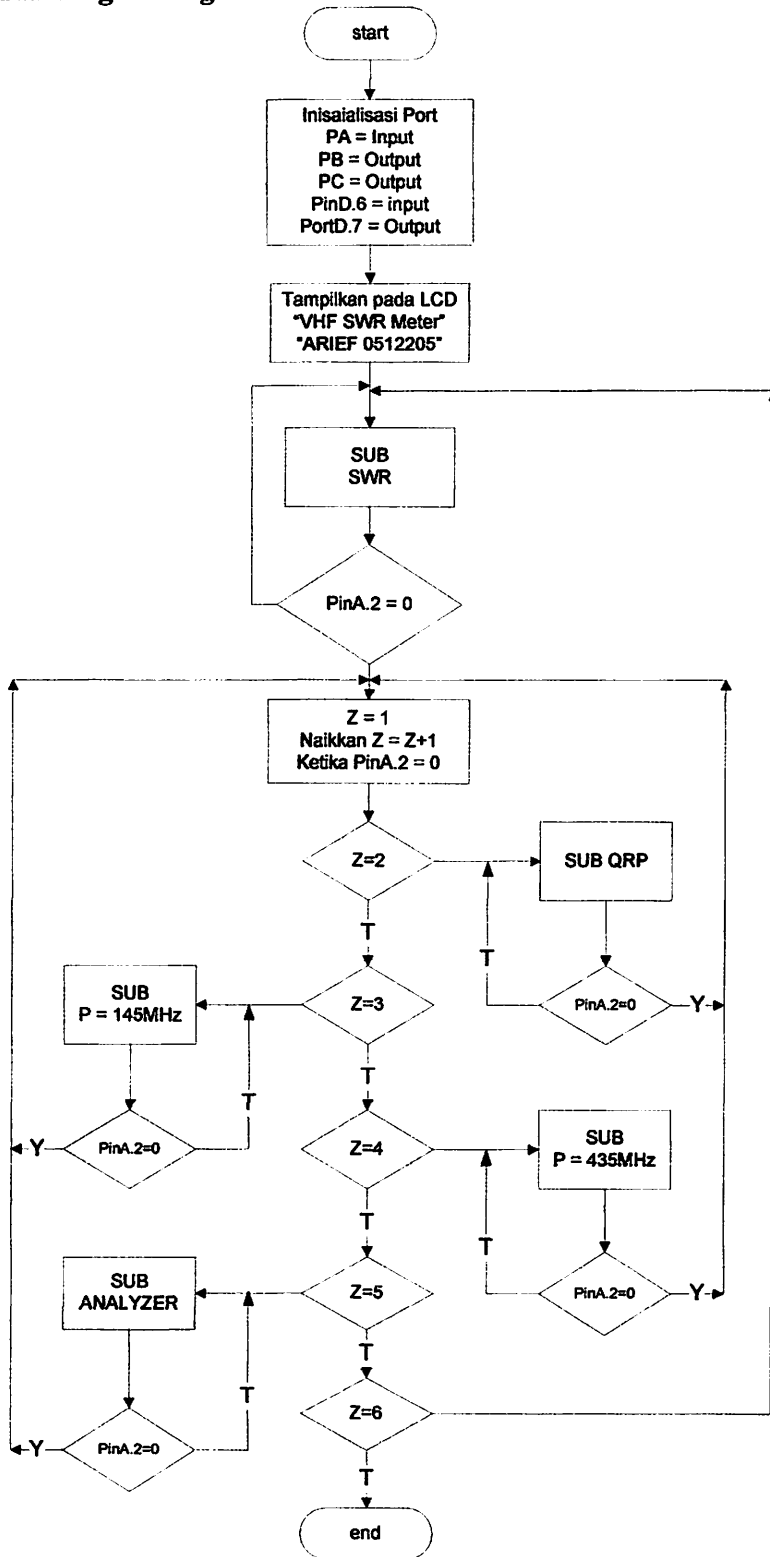 start
Inisaialisasi Port
PA = Input
PB = Output
PC = Output
PinD.6 = input
PortD.7 = Output
Tampilkan pada LCD
"VHF SWR Meter"
"ARIEF 0512205"
SUB
SWR
PinA.2 = 0
Z = 1
Naikkan Z = Z+1
Ketika PinA.2 = 0
Z=2
SUB QRP
T
T
PinA.2=0
Y
SUB
P = 145MHz
Z=3
T
T
PinA.2=0
Y
Z=4
SUB
P = 435MHz
T
T
PinA.2=0
Y
SUB
ANALYZER
Z=5
T
T
PinA.2=0
Y
Z=6
T
end